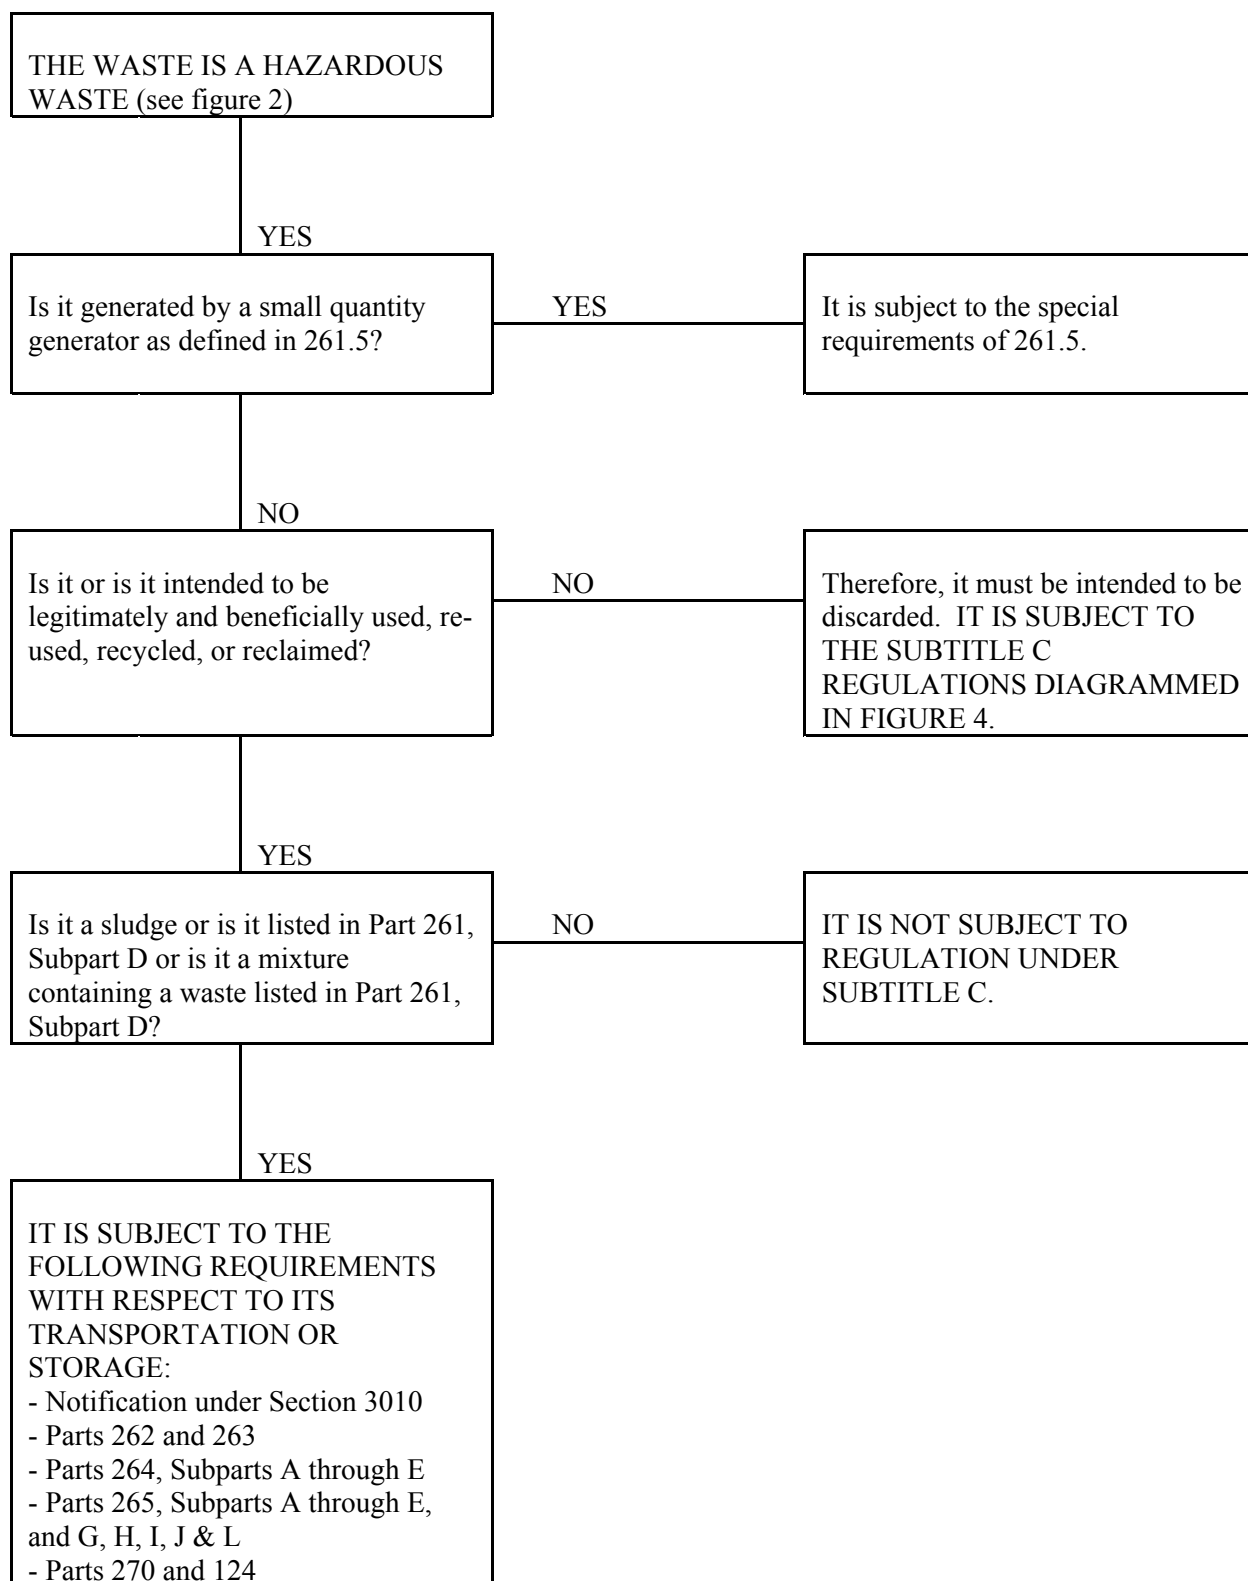 THE WASTE IS A HAZARDOUS
WASTE (see figure 2)
YES
Is it generated by a small quantity
generator as defined in 261.5?
YES
It is subject to the special
requirements of 261.5.
NO
Is it or is it intended to be
legitimately and beneficially used, re-
used, recycled, or reclaimed?
NO
Therefore, it must be intended to be
discarded.  IT IS SUBJECT TO
THE SUBTITLE C
REGULATIONS DIAGRAMMED
IN FIGURE 4.
YES
Is it a sludge or is it listed in Part 261,
Subpart D or is it a mixture
containing a waste listed in Part 261,
Subpart D?
NO
IT IS NOT SUBJECT TO
REGULATION UNDER
SUBTITLE C.
YES
IT IS SUBJECT TO THE
FOLLOWING REQUIREMENTS
WITH RESPECT TO ITS
TRANSPORTATION OR
STORAGE:
- Notification under Section 3010
- Parts 262 and 263
- Parts 264, Subparts A through E
- Parts 265, Subparts A through E,
and G, H, I, J & L
- Parts 270 and 124